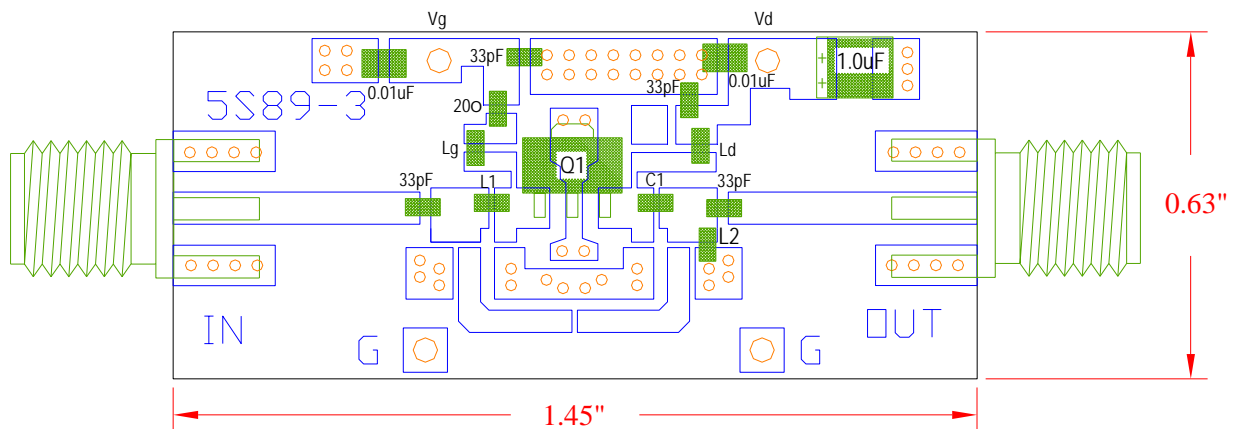 Vg Vd
33pF 1.0uF
0.01uF 0.01uF
33pF
5S89-3 20O
Lg Q1 Ld
33pF L1 C1 33pF
0.63"
L2
IN OUT
G G
1.45"